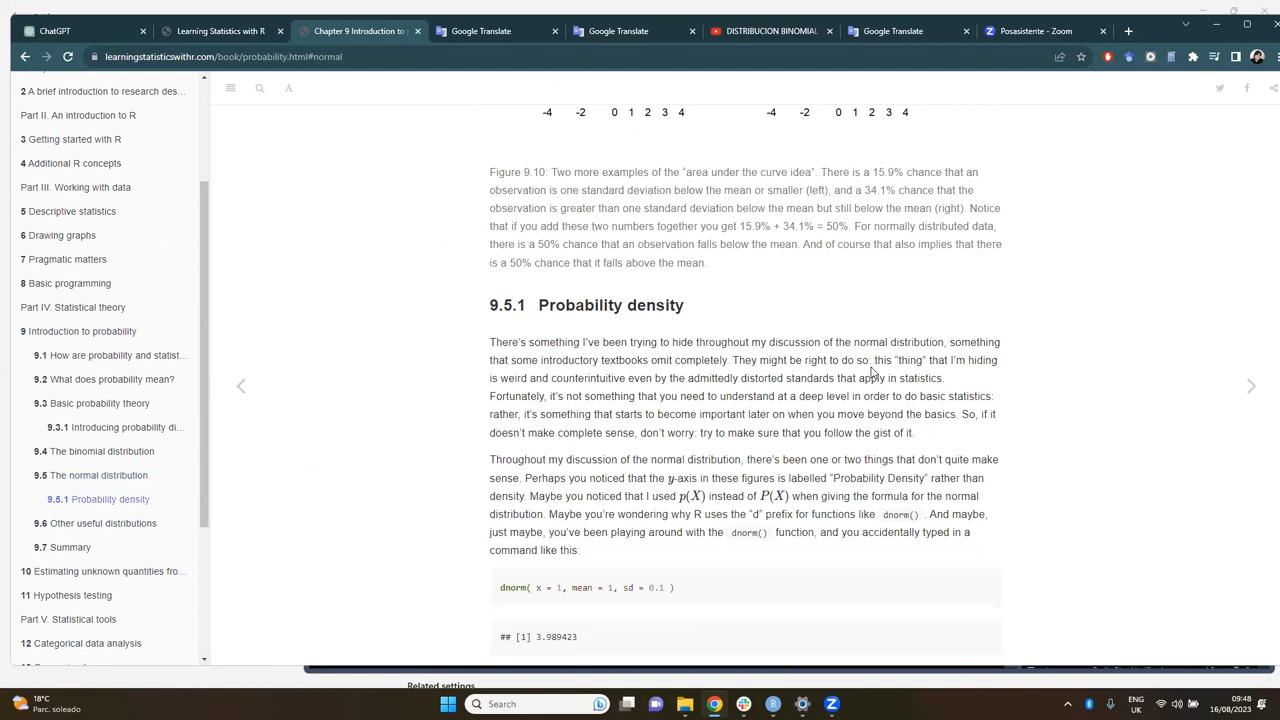 ChatGPT
Learning Statistics with R
Chapter 9 Introduction to
Google Translate
Google Translate
DISTRIBUCION BINOMIAL
Google Translate
Posasistente - Zoom
learningstatisticswithr.com/book/probability.html#normal
2 A brief introduction to research des...
Part II. An introduction to R
3 Getting started with R
4 Additional R concepts
Part III. Working with data
5 Descriptive statistics
6 Drawing graphs
7 Pragmatic matters
8 Basic programming
Part IV. Statistical theory
9 Introduction to probability
9.1 How are probability and statist...
9.2 What does probability mean?
9.3 Basic probability theory
9.3.1 Introducing probability di...
9.4 The binomial distribution
9.5 The normal distribution
9.5.1 Probability density
9.6 Other useful distributions
9.7 Summary
10 Estimating unknown quantities fro...
11 Hypothesis testing
Part V. Statistical tools
12 Categorical data analysis
A
-4 -2 0 1 2 3 4 -4 -2 0 1 2 3 4
Figure 9.10: Two more examples of the “area under the curve idea”. There is a 15.9% chance that an
observation is one standard deviation below the mean or smaller (left), and a 34.1% chance that the
observation is greater than one standard deviation below the mean but still below the mean (right). Notice
that if you add these two numbers together you get 15.9% + 34.1% = 50%. For normally distributed data,
there is a 50% chance that an observation falls below the mean. And of course that also implies that there
is a 50% chance that it falls above the mean.
9.5.1 Probability density
There’s something I’ve been trying to hide throughout my discussion of the normal distribution, something
that some introductory textbooks omit completely. They might be right to do so: this “thing” that I’m hiding
is weird and counterintuitive even by the admittedly distorted standards that apply in statistics.
Fortunately, it’s not something that you need to understand at a deep level in order to do basic statistics:
rather, it’s something that starts to become important later on when you move beyond the basics. So, if it
doesn’t make complete sense, don’t worry: try to make sure that you follow the gist of it.
Throughout my discussion of the normal distribution, there’s been one or two things that don’t quite make
sense. Perhaps you noticed that the y-axis in these figures is labelled “Probability Density” rather than
density. Maybe you noticed that I used p(X) instead of P(X) when giving the formula for the normal
distribution. Maybe you’re wondering why R uses the “d” prefix for functions like dnorm() . And maybe,
just maybe, you’ve been playing around with the dnorm() function, and you accidentally typed in a
command like this:
dnorm( x = 1, mean = 1, sd = 0.1 )
## [1] 3.989423
Related settings
18°C
Parc. soleado
Search
ENG
UK
09:48
16/08/2023